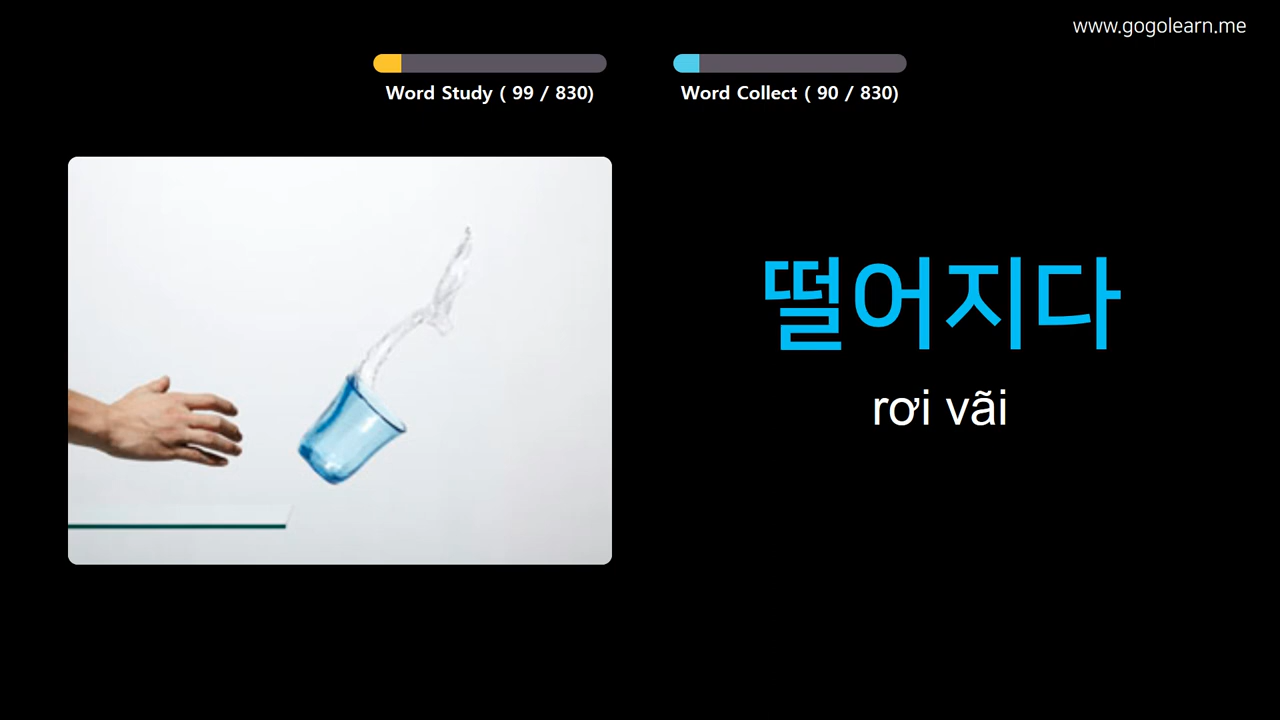 www.gogolearn.me
Word Study ( 99 / 830)
Word Collect ( 90 / 830)
떨어지다
rơi vãi